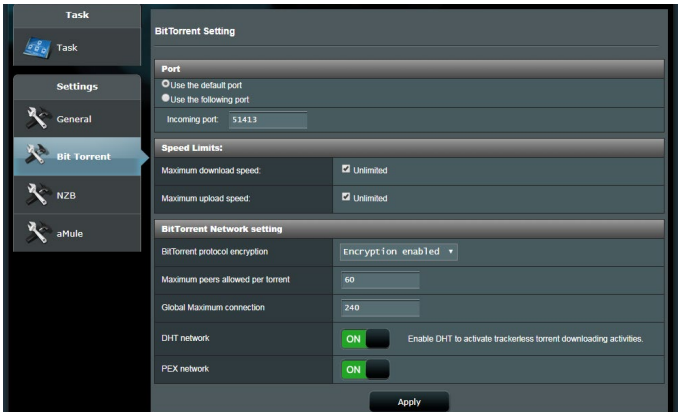 Task
Task
Settings
General
Bit Torrent
NZB
aMule
BitTorrent Setting
Port
Use the default port
Use the following port
Incoming port: 51413
Speed Limits:
Maximum download speed: Unlimited
Maximum upload speed: Unlimited
BitTorrent Network setting
BitTorrent protocol encryption Encryption enabled
Maximum peers allowed per torrent 60
Global Maximum connection 240
DHT network ON Enable DHT to activate trackerless torrent downloading activities.
PEX network ON
Apply